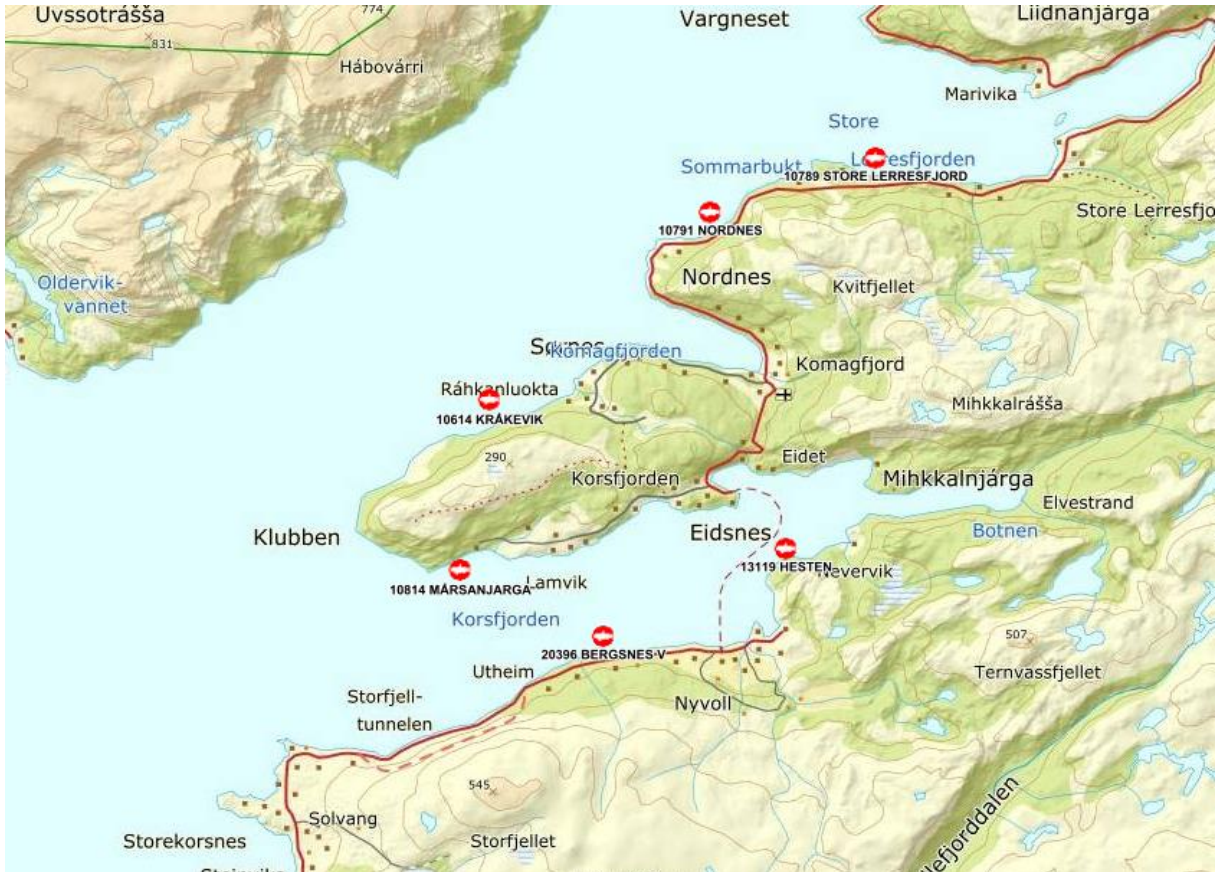 Uvssotrášša
774
831
Hábovárri
Vargneset
Liidnanjárga
Marivika
Store
Lerresfjorden
Sommarbukt
10789 STORE LERRESFJORD
10791 NORDNES
Store Lerresfjo
Nordnes
Kvitfjellet
Oldervik-
vannet
Sørnes
Komagfjorden
Komagfjord
Ráhkanluokta
10614 KRÅKEVIK
Mihkkalrášša
290
Korsfjorden
Eidet
Mihkkalnjárga
Elvestrand
Klubben
Eidsnes
Botnen
13119 HESTEN
Nevervik
10814 MÅRSANJARGA
Lamvik
Korsfjorden
20396 BERGSNES V
507
Utheim
Ternvassfjellet
Nyvoll
Storfjell-
tunnelen
545
Solvang
Storekorsnes
Storfjellet
llefjorddalen